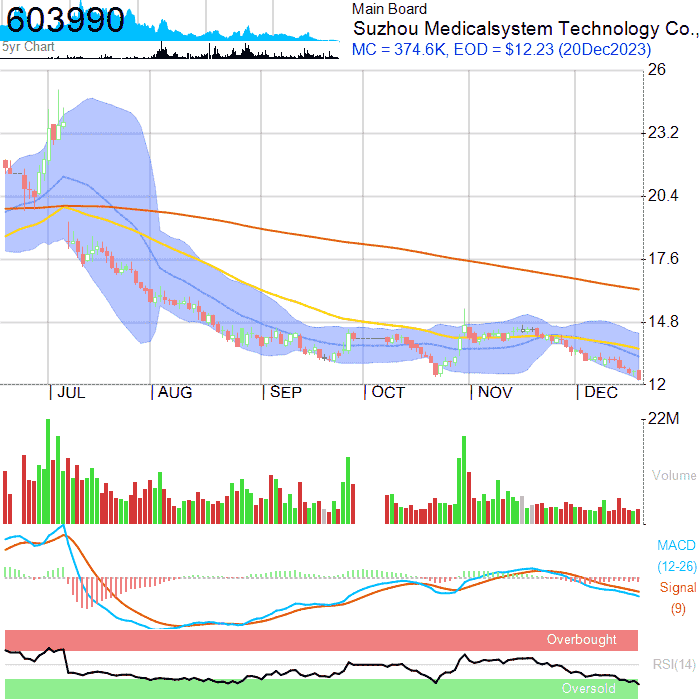 603990
5yr Chart
Main Board
Suzhou Medicalsystem Technology Co.,
MC = 374.6K, EOD = $12.23 (20Dec2023)
26
23.2
20.4
17.6
14.8
12
JUL
AUG
SEP
OCT
NOV
DEC
22M
Volume
MACD
(12-26)
Signal
(9)
Overbought
RSI(14)
Oversold